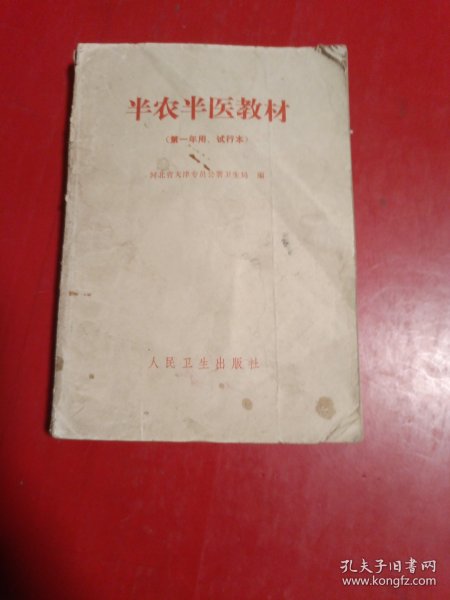 半农半医教材
(第一年用、试行本)
河北省天津专员公署卫生局 编
人民卫生出版社
孔夫子旧书网
www.kongfz.com